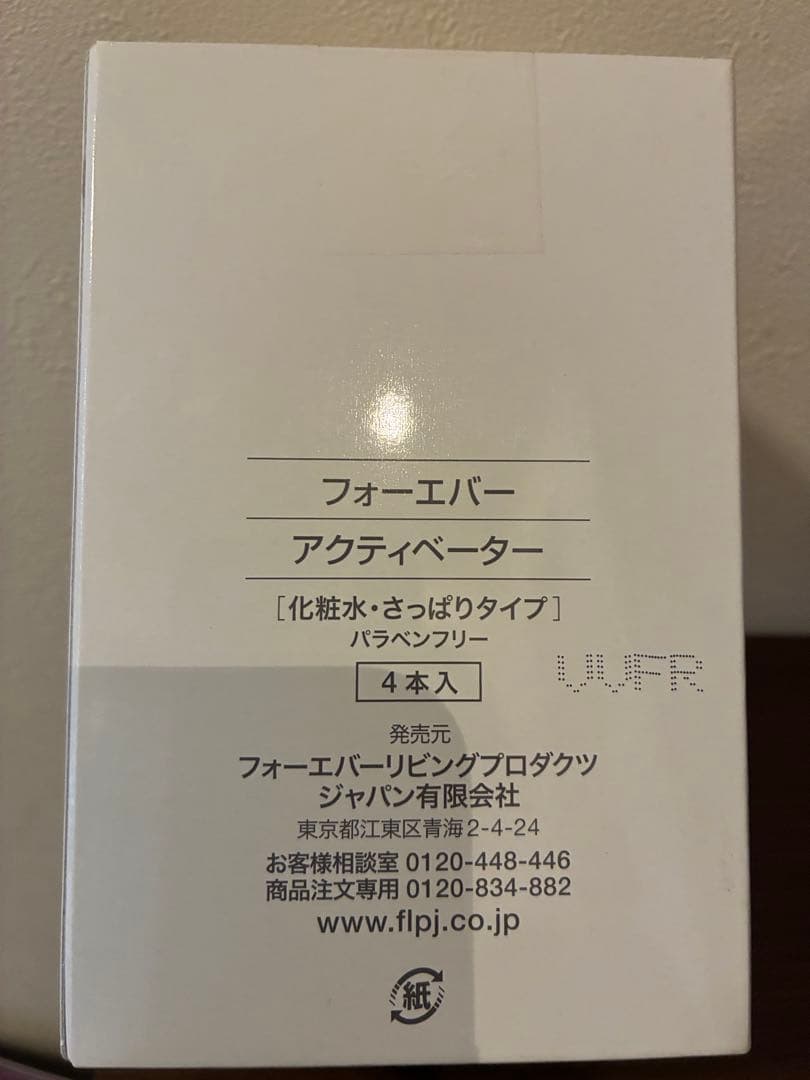 フォーエバー
アクティベーター
[化粧水・さっぱりタイプ]
パラベンフリー
4本入
VVFR
発売元
フォーエバーリビングプロダクツ
ジャパン有限会社
東京都江東区青海2-4-24
お客様相談室 0120-448-446
商品注文専用 0120-834-882
www.flpj.co.jp
紙